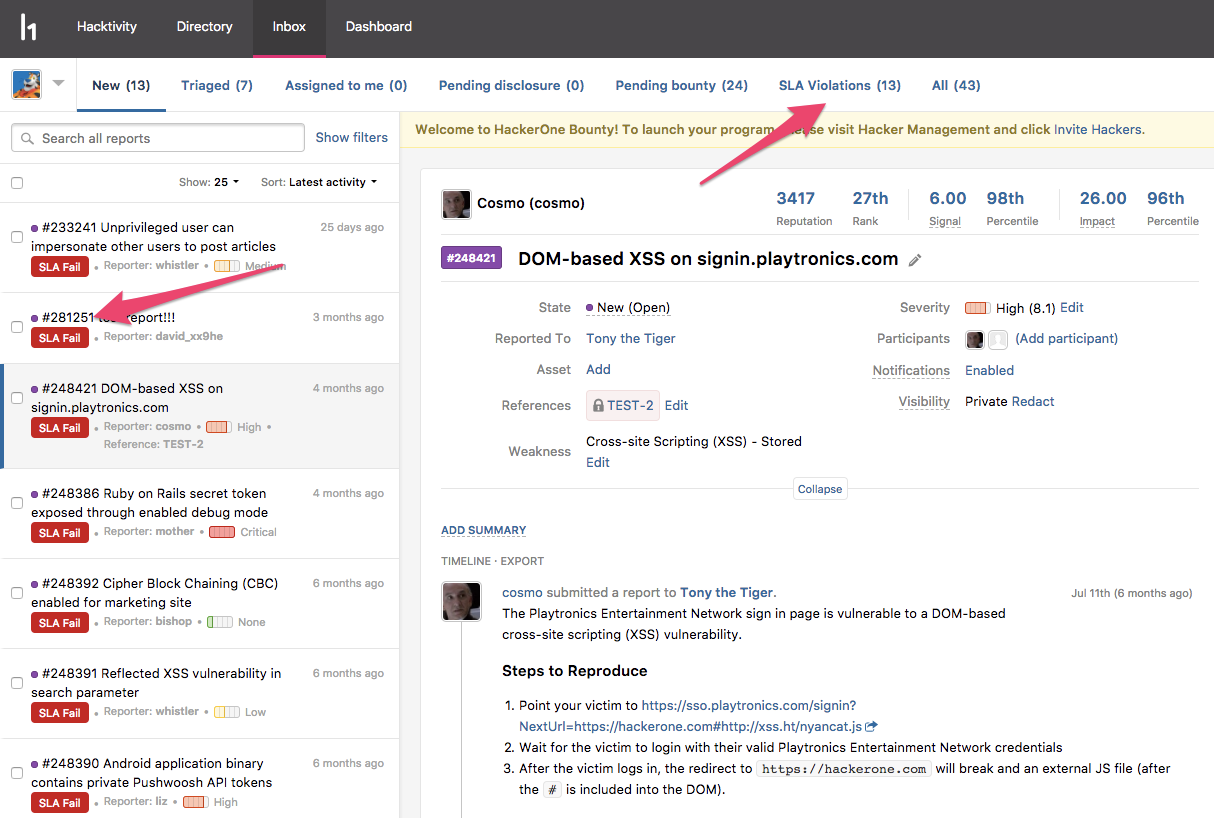 Hacktivity Directory Inbox Dashboard
New (13) Triaged (7) Assigned to me (0) Pending disclosure (0) Pending bounty (24) SLA Violations (13) All (43)
Search all reports Show filters
Show: 25 Sort: Latest activity
#233241 Unprivileged user can 25 days ago
impersonate other users to post articles
SLA Fail Reporter: whistler Medium
#281251 report!!! 3 months ago
SLA Fail Reporter: david_xx9he
#248421 DOM-based XSS on 4 months ago
signin.playtronics.com
SLA Fail Reporter: cosmo High
Reference: TEST-2
#248386 Ruby on Rails secret token 4 months ago
exposed through enabled debug mode
SLA Fail Reporter: mother Critical
#248392 Cipher Block Chaining (CBC) 6 months ago
enabled for marketing site
SLA Fail Reporter: bishop None
#248391 Reflected XSS vulnerability in 6 months ago
search parameter
SLA Fail Reporter: whistler Low
#248390 Android application binary 6 months ago
contains private Pushwoosh API tokens
SLA Fail Reporter: liz High
Welcome to HackerOne Bounty! To launch your program, please visit Hacker Management and click Invite Hackers.
Cosmo (cosmo)
3417 27th 6.00 98th 26.00 96th
Reputation Rank Signal Percentile Impact Percentile
#248421 DOM-based XSS on signin.playtronics.com
State New (Open) Severity High (8.1) Edit
Reported To Tony the Tiger Participants (Add participant)
Asset Add Notifications Enabled
References TEST-2 Edit Visibility Private Redact
Weakness Cross-site Scripting (XSS) - Stored
Edit
Collapse
ADD SUMMARY
TIMELINE · EXPORT
cosmo submitted a report to Tony the Tiger. Jul 11th (6 months ago)
The Playtronics Entertainment Network sign in page is vulnerable to a DOM-based
cross-site scripting (XSS) vulnerability.
Steps to Reproduce
1. Point your victim to https://sso.playtronics.com/signin?
NextUrl=https://hackerone.com#http://xss.ht/nyancat.js
2. Wait for the victim to login with their valid Playtronics Entertainment Network credentials
3. After the victim logs in, the redirect to https://hackerone.com will break and an external JS file (after
the # is included into the DOM).